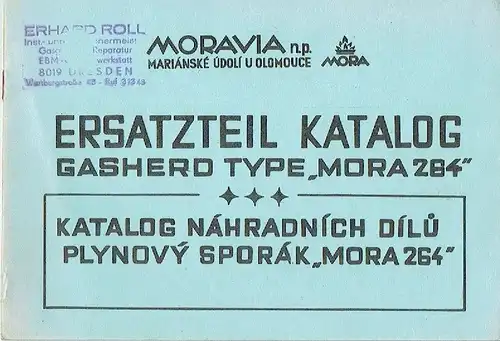 ERHARD ROLL
8019 DRESDEN
MORAVIA n.p.
MARIÁNSKÉ ÚDOLÍ U OLOMOUCE
MORA
ERSATZTEIL KATALOG
GASHERD TYPE „MORA 264"
KATALOG NÁHRADNÍCH DÍLŮ
PLYNOVÝ SPORÁK „MORA 264"